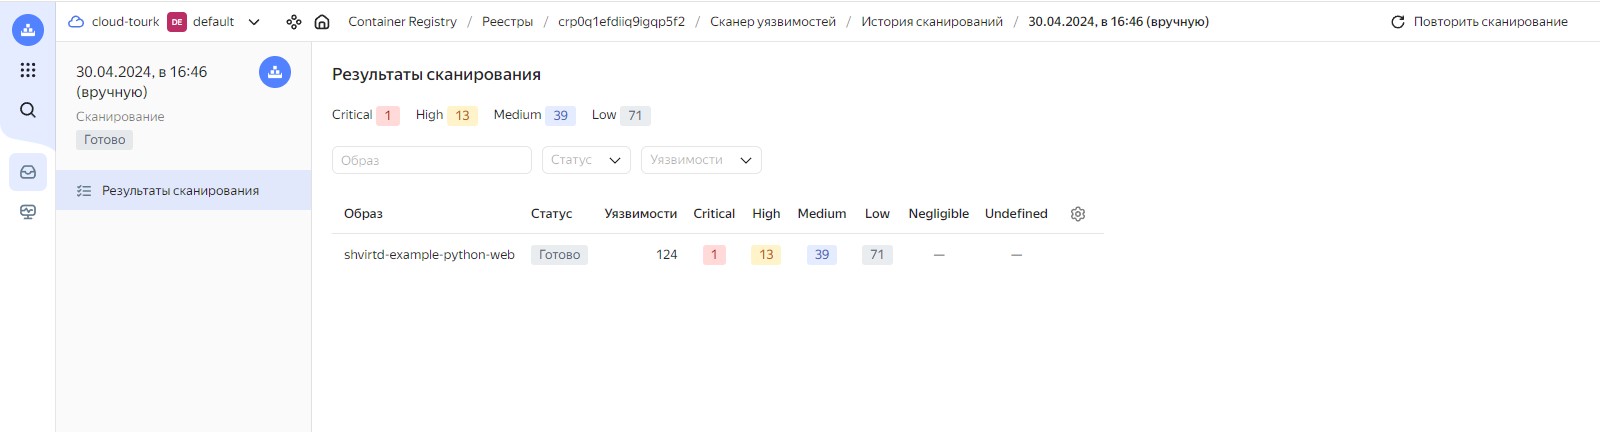 cloud-tourk DE default Container Registry / Реестры / crp0q1efdiiq9igqp5f2 / Сканер уязвимостей / История сканирований / 30.04.2024, в 16:46 (вручную) Повторить сканирование
30.04.2024, в 16:46
(вручную)
Сканирование
Готово
Результаты сканирования
Результаты сканирования
Critical 1 High 13 Medium 39 Low 71
Образ Статус Уязвимости
Образ Статус Уязвимости Critical High Medium Low Negligible Undefined
shvirtd-example-python-web Готово 124 1 13 39 71 — —